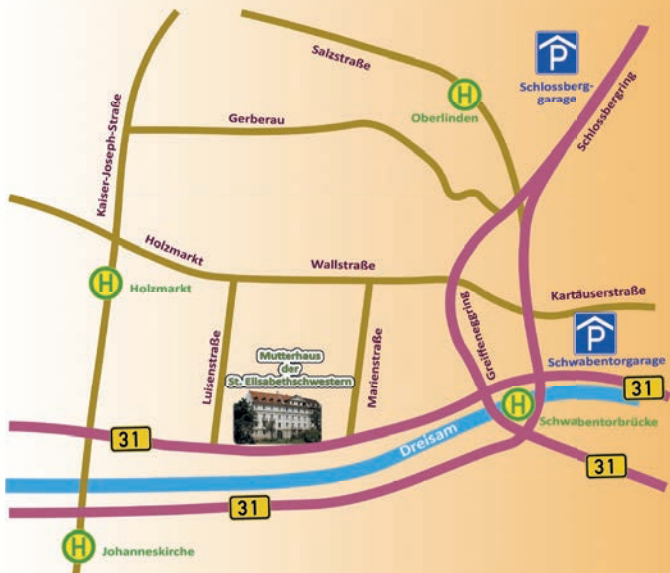 Salzstraße
P
Schlossberg-
garage
Kaiser-Joseph-Straße
H
Oberlinden
Gerberau
Schlossbergring
Holzmarkt
Wallstraße
H
Holzmarkt
Kartäuserstraße
Greiffeneggring
P
Schwabentorgarage
Luisenstraße
Mutterhaus
der
St. Elisabethschwestern
Marienstraße
31
H
Schwabentorbrücke
31
Dreisam
31
31
H
Johanneskirche